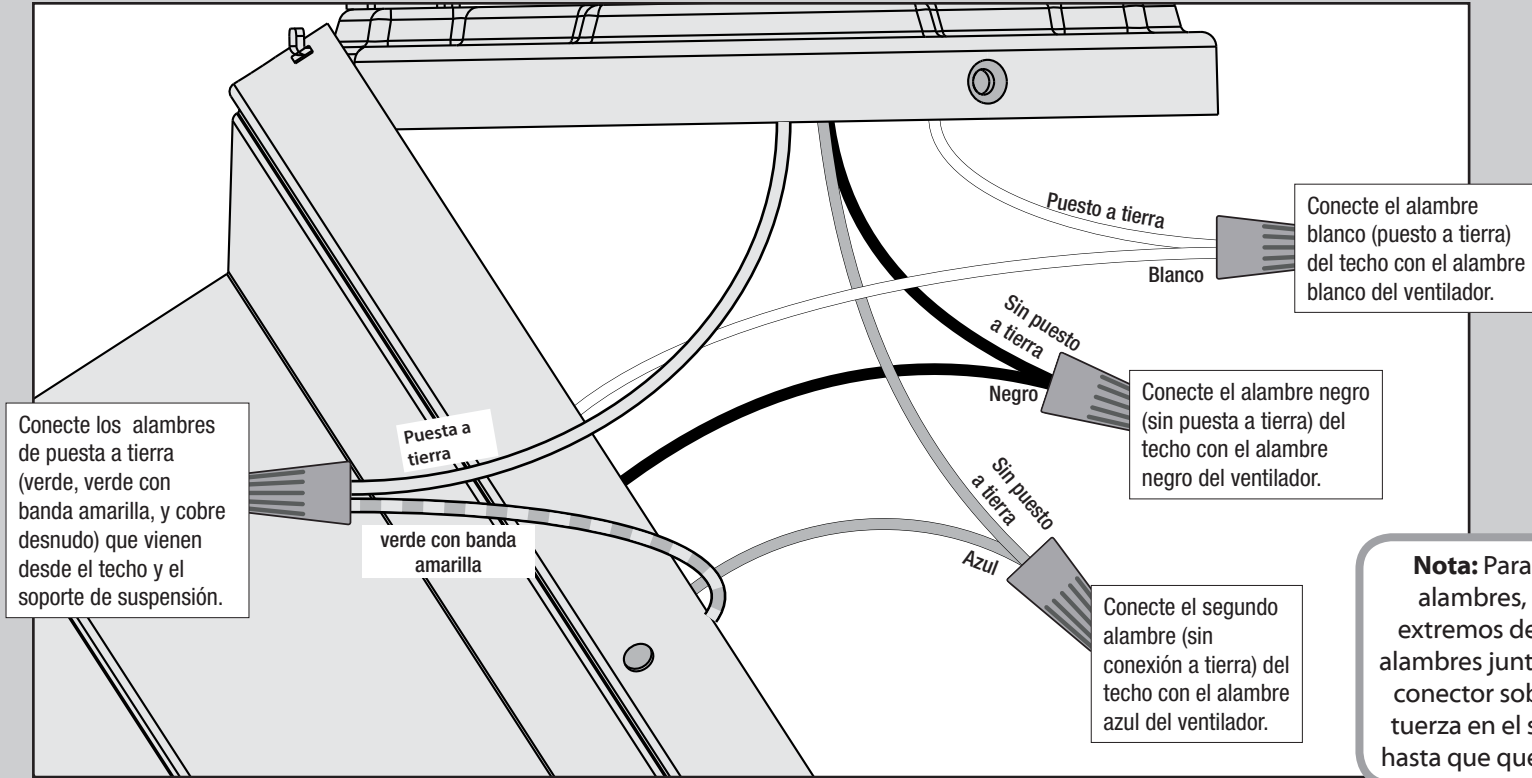 Puesto a tierra
Blanco
Conecte el alambre
blanco (puesto a tierra)
del techo con el alambre
blanco del ventilador.
Sin puesto
a tierra
Negro
Conecte el alambre negro
(sin puesta a tierra) del
techo con el alambre
negro del ventilador.
Conecte los alambres
de puesta a tierra
(verde, verde con
banda amarilla, y cobre
desnudo) que vienen
desde el techo y el
soporte de suspensión.
Puesta a
tierra
verde con banda
amarilla
Sin puesto
a tierra
Azul
Conecte el segundo
alambre (sin
conexión a tierra) del
techo con el alambre
azul del ventilador.
Nota: Para
alambres,
extremos de
alambres junt
conector sob
tuerza en el s
hasta que que